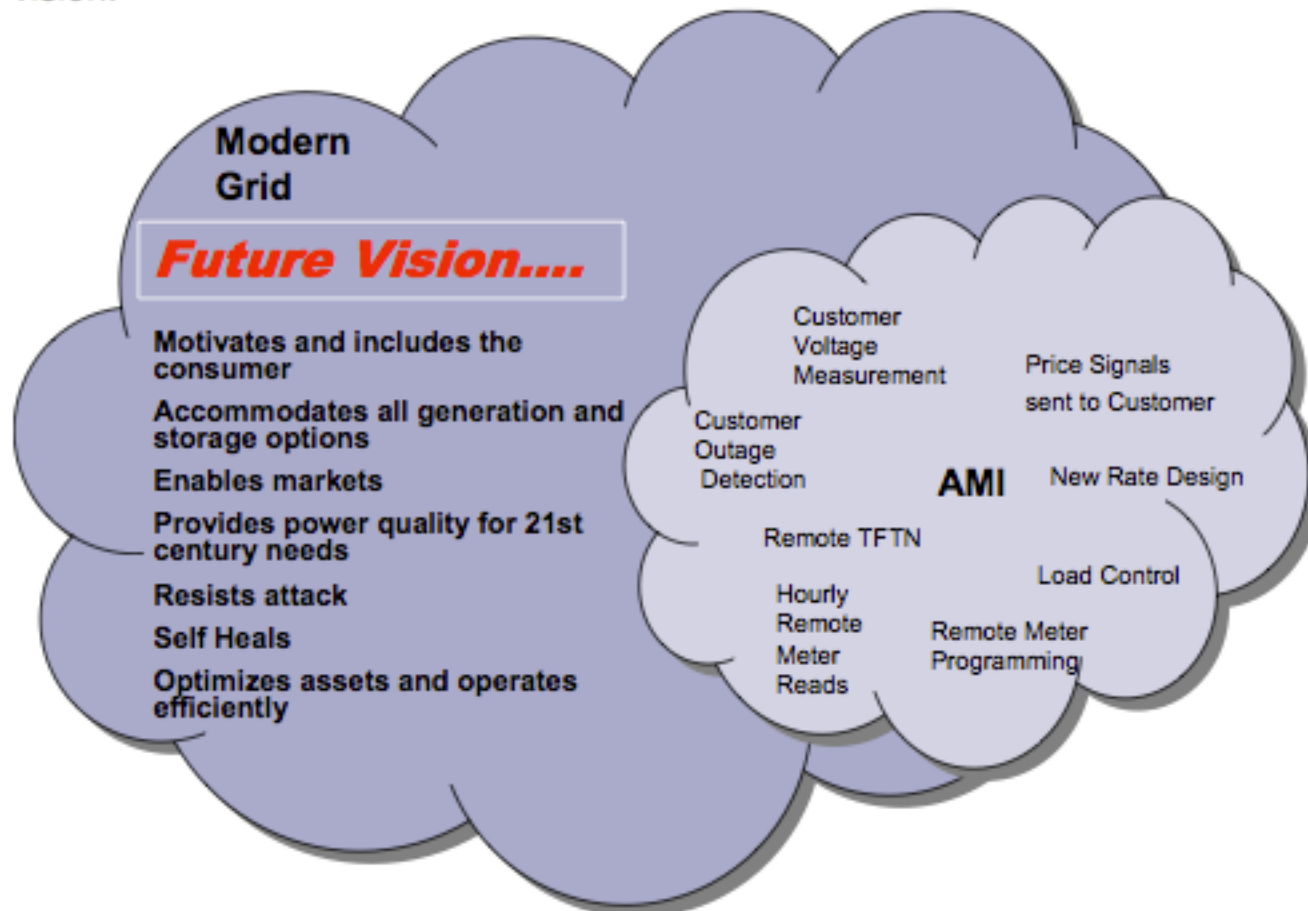 Modern
Grid
Future Vision....
Motivates and includes the
consumer
Accommodates all generation and
storage options
Enables markets
Provides power quality for 21st
century needs
Resists attack
Self Heals
Optimizes assets and operates
efficiently
Customer
Voltage
Measurement
Price Signals
sent to Customer
Customer
Outage
Detection
AMI
New Rate Design
Remote TFTN
Load Control
Hourly
Remote
Meter
Reads
Remote Meter
Programming